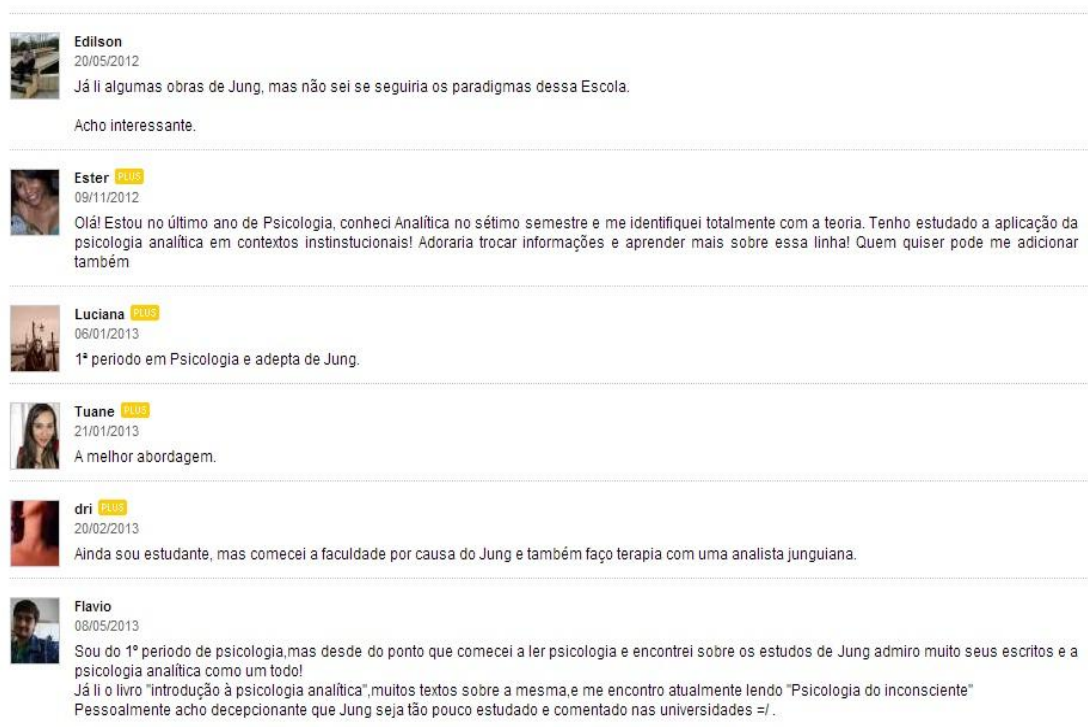 Edilson
20/05/2012
Já li algumas obras de Jung, mas não sei se seguiria os paradigmas dessa Escola.
Acho interessante.
Ester PLUS
09/11/2012
Olá! Estou no último ano de Psicologia, conheci Analítica no sétimo semestre e me identifiquei totalmente com a teoria. Tenho estudado a aplicação da
psicologia analítica em contextos instinstucionais! Adoraria trocar informações e aprender mais sobre essa linha! Quem quiser pode me adicionar
também
Luciana PLUS
06/01/2013
1ª periodo em Psicologia e adepta de Jung.
Tuane PLUS
21/01/2013
A melhor abordagem.
dri PLUS
20/02/2013
Ainda sou estudante, mas comecei a faculdade por causa do Jung e também faço terapia com uma analista junguiana.
Flavio
08/05/2013
Sou do 1º periodo de psicologia,mas desde do ponto que comecei a ler psicologia e encontrei sobre os estudos de Jung admiro muito seus escritos e a
psicologia analítica como um todo!
Já li o livro "introdução à psicologia analítica",muitos textos sobre a mesma,e me encontro atualmente lendo "Psicologia do inconsciente"
Pessoalmente acho decepcionante que Jung seja tão pouco estudado e comentado nas universidades =/ .